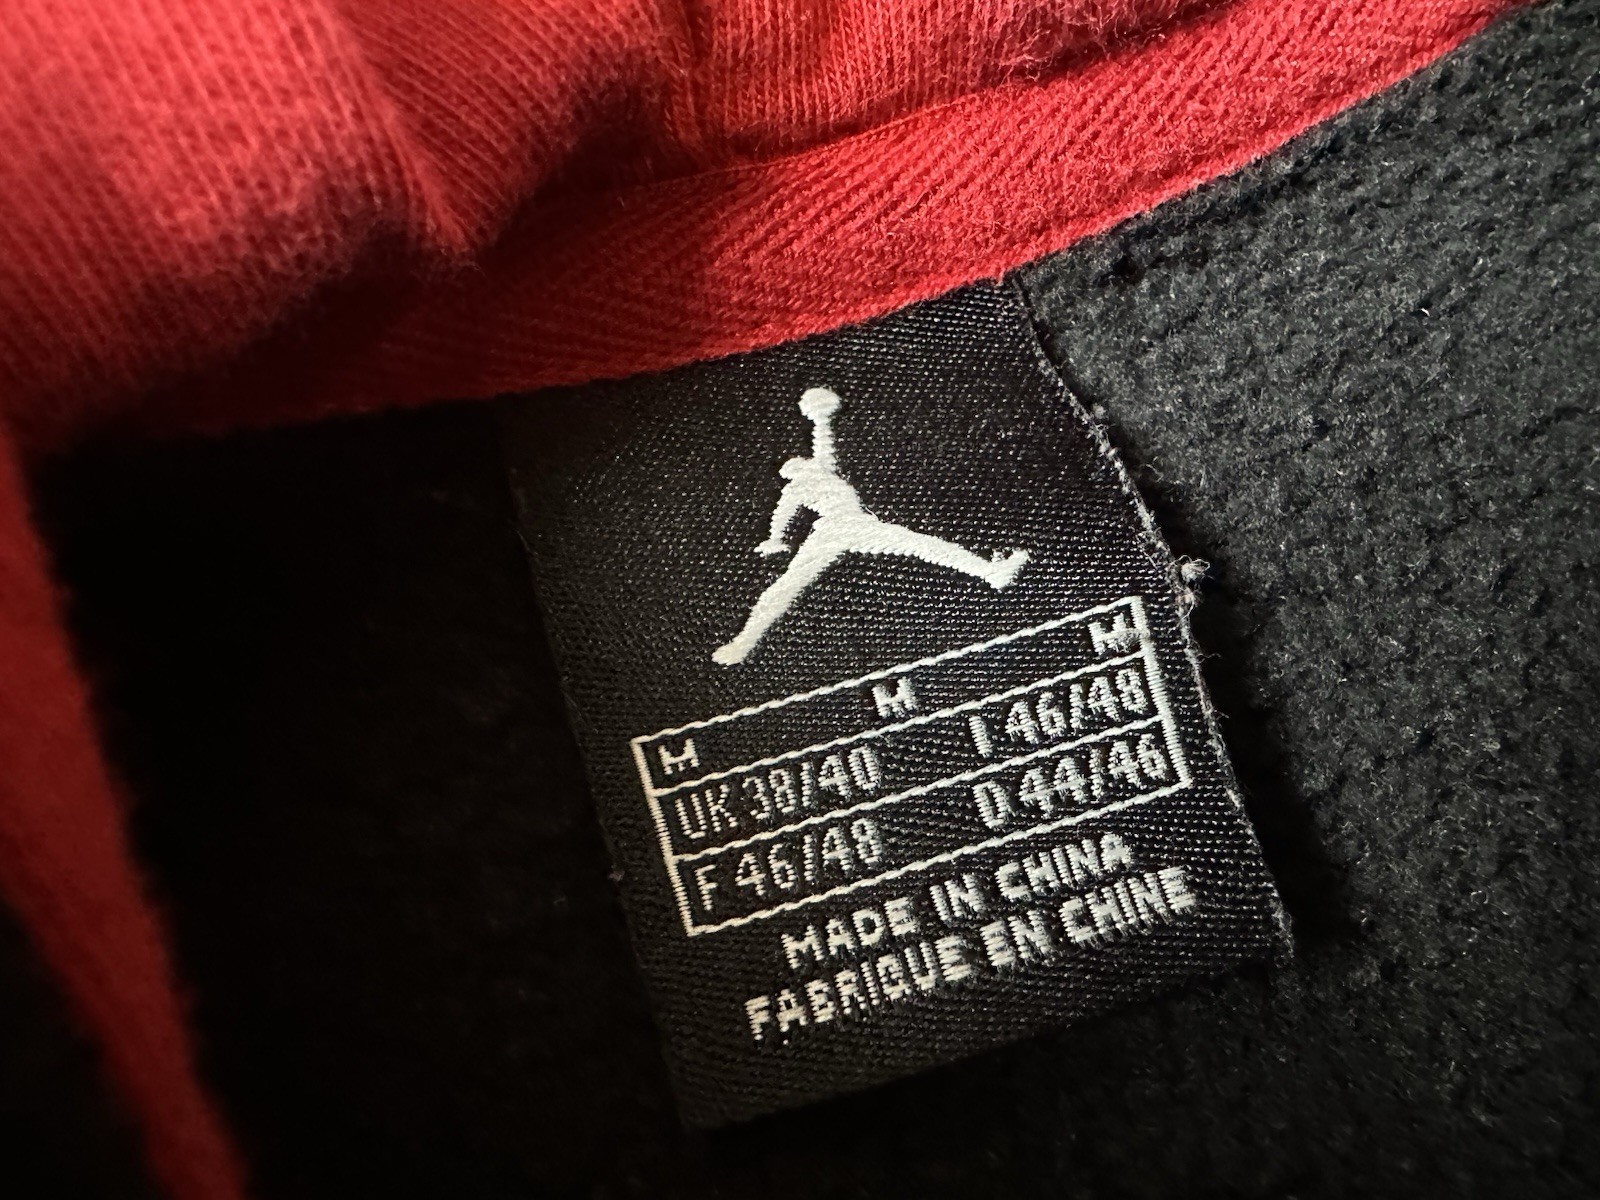 M M M
UK 38/40 I 46/48
F 46/48 D 44/46
MADE IN CHINA
FABRIQUE EN CHINE